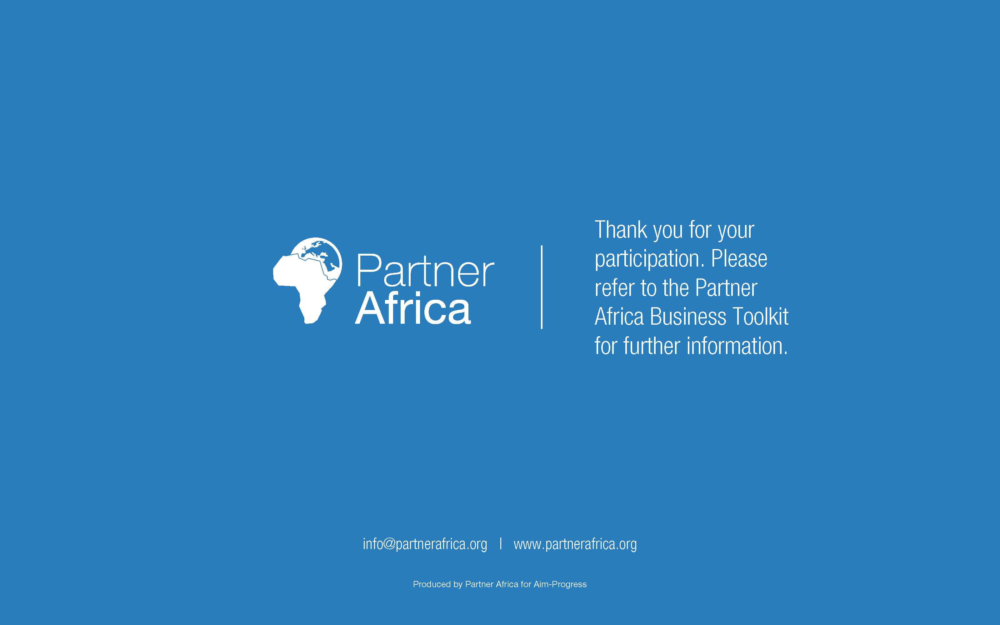 Partner
Africa
Thank you for your
participation. Please
refer to the Partner
Africa Business Toolkit
for further information.
info@partnerafrica.org | www.partnerafrica.org
Produced by Partner Africa for Aim-Progress